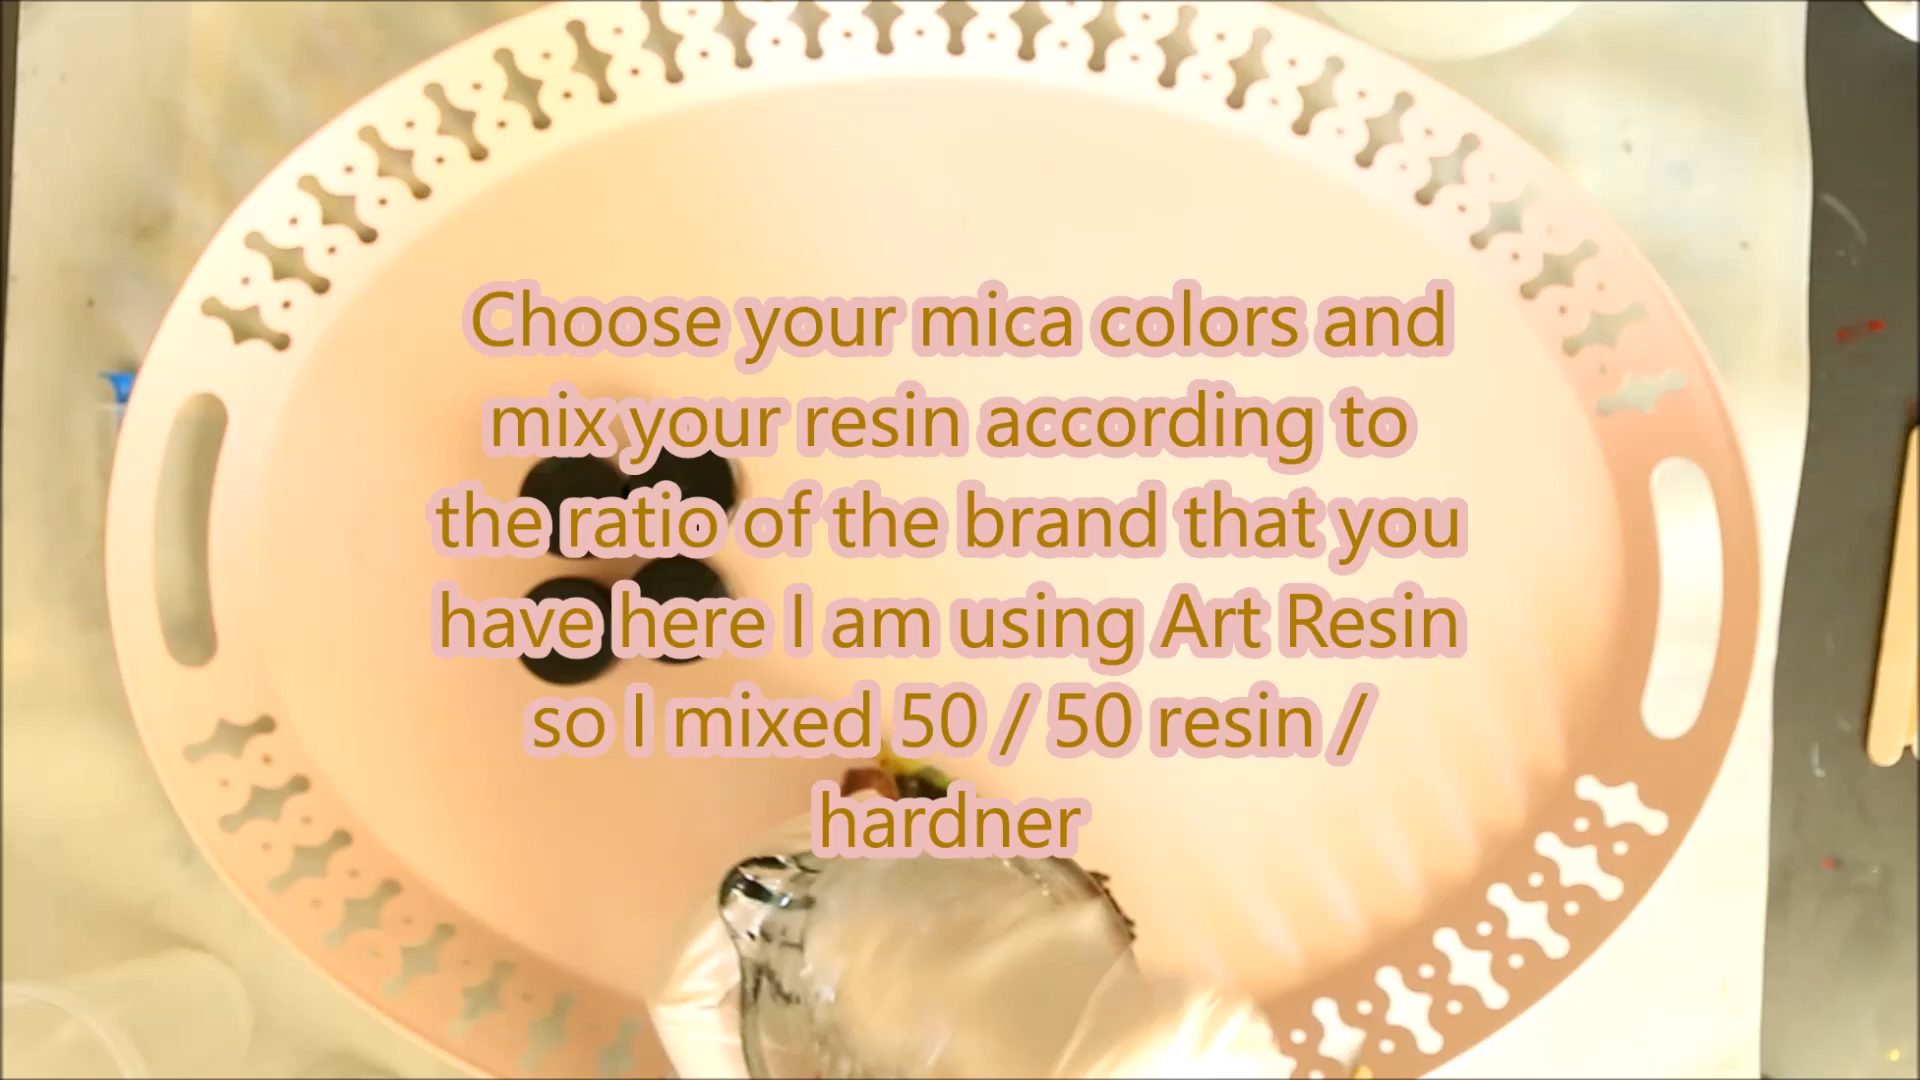 Choose your mica colors and
mix your resin according to
the ratio of the brand that you
have here I am using Art Resin
so I mixed 50 / 50 resin /
hardner